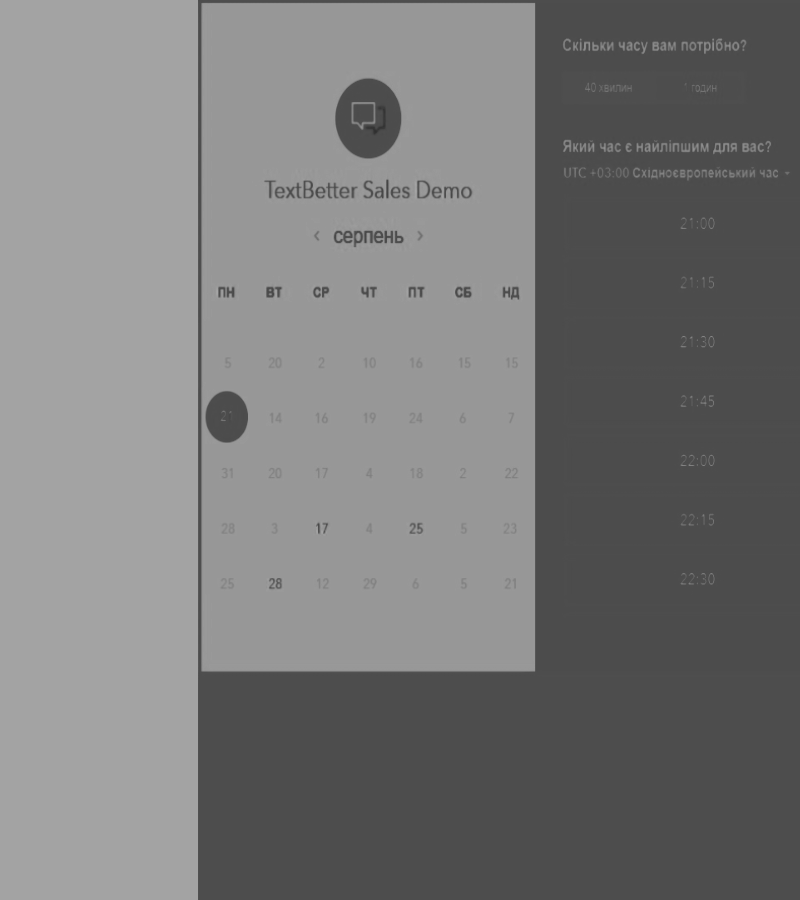 TextBetter Sales Demo
‹ серпень ›
ПН ВТ СР ЧТ ПТ СБ НД
5 20 2 10 16 15 15
21 14 16 19 24 6 7
31 20 17 4 18 2 22
28 3 17 4 25 5 23
25 28 12 29 6 5 21
Скільки часу вам потрібно?
40 хвилин 1 годин
Який час є найліпшим для вас?
UTC +03:00 Східноєвропейський час
21:00
21:15
21:30
21:45
22:00
22:15
22:30